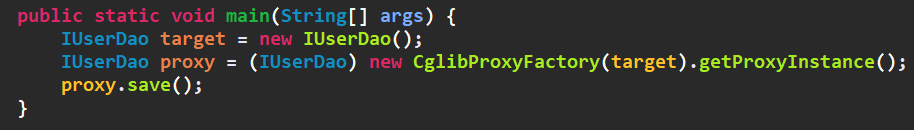 public static void main(String[] args) {
    IUserDao target = new IUserDao();
    IUserDao proxy = (IUserDao) new CglibProxyFactory(target).getProxyInstance();
    proxy.save();
}